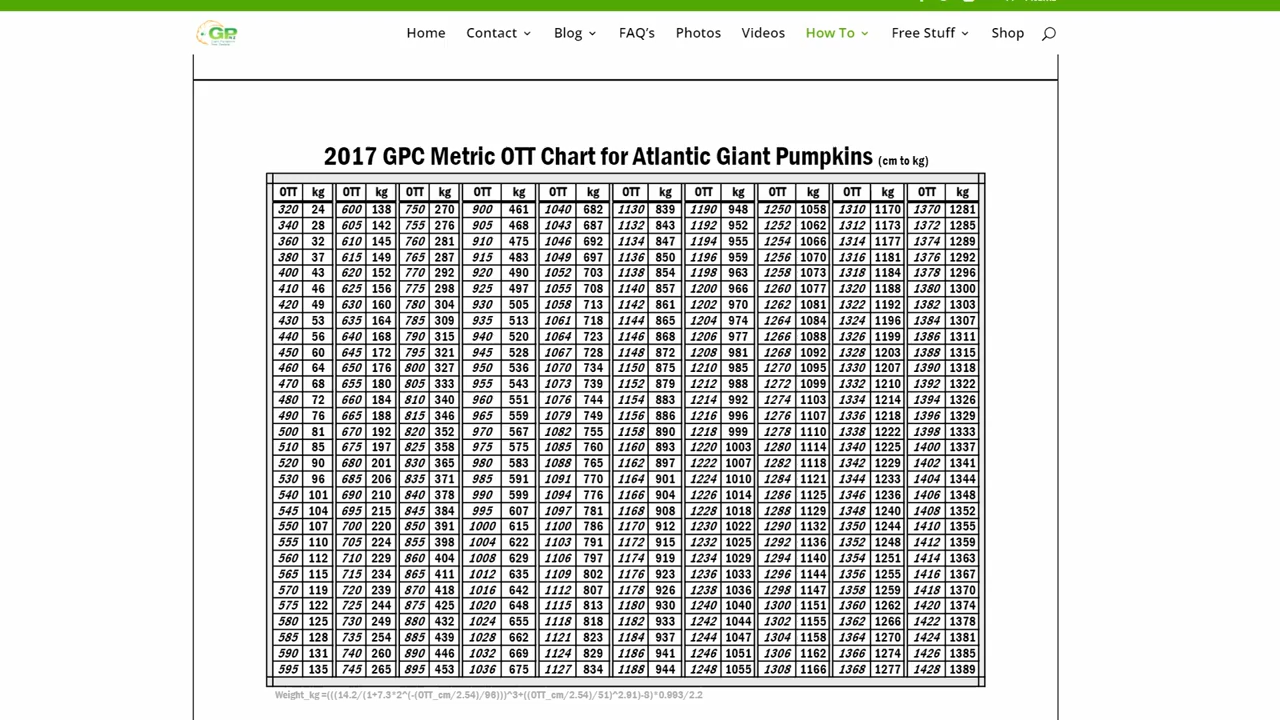 GP
Home Contact Blog FAQ's Photos Videos How To Free Stuff Shop
2017 GPC Metric OTT Chart for Atlantic Giant Pumpkins (cm to kg)
OTT kg OTT kg OTT kg OTT kg OTT kg OTT kg OTT kg OTT kg OTT kg OTT kg
320 24 600 138 750 270 900 461 1040 682 1130 839 1190 948 1250 1058 1310 1170 1370 1281
340 28 605 142 755 276 905 468 1043 687 1132 843 1192 952 1252 1062 1312 1173 1372 1285
360 32 610 145 760 281 910 475 1046 692 1134 847 1194 955 1254 1066 1314 1177 1374 1289
380 37 615 149 765 287 915 483 1049 697 1136 850 1196 959 1256 1070 1316 1181 1376 1292
400 43 620 152 770 292 920 490 1052 703 1138 854 1198 963 1258 1073 1318 1184 1378 1296
410 46 625 156 775 298 925 497 1055 708 1140 857 1200 966 1260 1077 1320 1188 1380 1300
420 49 630 160 780 304 930 505 1058 713 1142 861 1202 970 1262 1081 1322 1192 1382 1303
430 53 635 164 785 309 935 513 1061 718 1144 865 1204 974 1264 1084 1324 1196 1384 1307
440 56 640 168 790 315 940 520 1064 723 1146 868 1206 977 1266 1088 1326 1199 1386 1311
450 60 645 172 795 321 945 528 1067 728 1148 872 1208 981 1268 1092 1328 1203 1388 1315
460 64 650 176 800 327 950 536 1070 734 1150 875 1210 985 1270 1095 1330 1207 1390 1318
470 68 655 180 805 333 955 543 1073 739 1152 879 1212 988 1272 1099 1332 1210 1392 1322
480 72 660 184 810 340 960 551 1076 744 1154 883 1214 992 1274 1103 1334 1214 1394 1326
490 76 665 188 815 346 965 559 1079 749 1156 886 1216 996 1276 1107 1336 1218 1396 1329
500 81 670 192 820 352 970 567 1082 755 1158 890 1218 999 1278 1110 1338 1222 1398 1333
510 85 675 197 825 358 975 575 1085 760 1160 893 1220 1003 1280 1114 1340 1225 1400 1337
520 90 680 201 830 365 980 583 1088 765 1162 897 1222 1007 1282 1118 1342 1229 1402 1341
530 96 685 206 835 371 985 591 1091 770 1164 901 1224 1010 1284 1121 1344 1233 1404 1344
540 101 690 210 840 378 990 599 1094 776 1166 904 1226 1014 1286 1125 1346 1236 1406 1348
545 104 695 215 845 384 995 607 1097 781 1168 908 1228 1018 1288 1129 1348 1240 1408 1352
550 107 700 220 850 391 1000 615 1100 786 1170 912 1230 1022 1290 1132 1350 1244 1410 1355
555 110 705 224 855 398 1004 622 1103 791 1172 915 1232 1025 1292 1136 1352 1248 1412 1359
560 112 710 229 860 404 1008 629 1106 797 1174 919 1234 1029 1294 1140 1354 1251 1414 1363
565 115 715 234 865 411 1012 635 1109 802 1176 923 1236 1033 1296 1144 1356 1255 1416 1367
570 119 720 239 870 418 1016 642 1112 807 1178 926 1238 1036 1298 1147 1358 1259 1418 1370
575 122 725 244 875 425 1020 648 1115 813 1180 930 1240 1040 1300 1151 1360 1262 1420 1374
580 125 730 249 880 432 1024 655 1118 818 1182 933 1242 1044 1302 1155 1362 1266 1422 1378
585 128 735 254 885 439 1028 662 1121 823 1184 937 1244 1047 1304 1158 1364 1270 1424 1381
590 131 740 260 890 446 1032 669 1124 829 1186 941 1246 1051 1306 1162 1366 1274 1426 1385
595 135 745 265 895 453 1036 675 1127 834 1188 944 1248 1055 1308 1166 1368 1277 1428 1389
Weight_kg =(((14.2/(1+7.3*2^(-(OTT_cm/2.54)/96)))^3+((OTT_cm/2.54)/51)^2.91)-8)*0.993/2.2